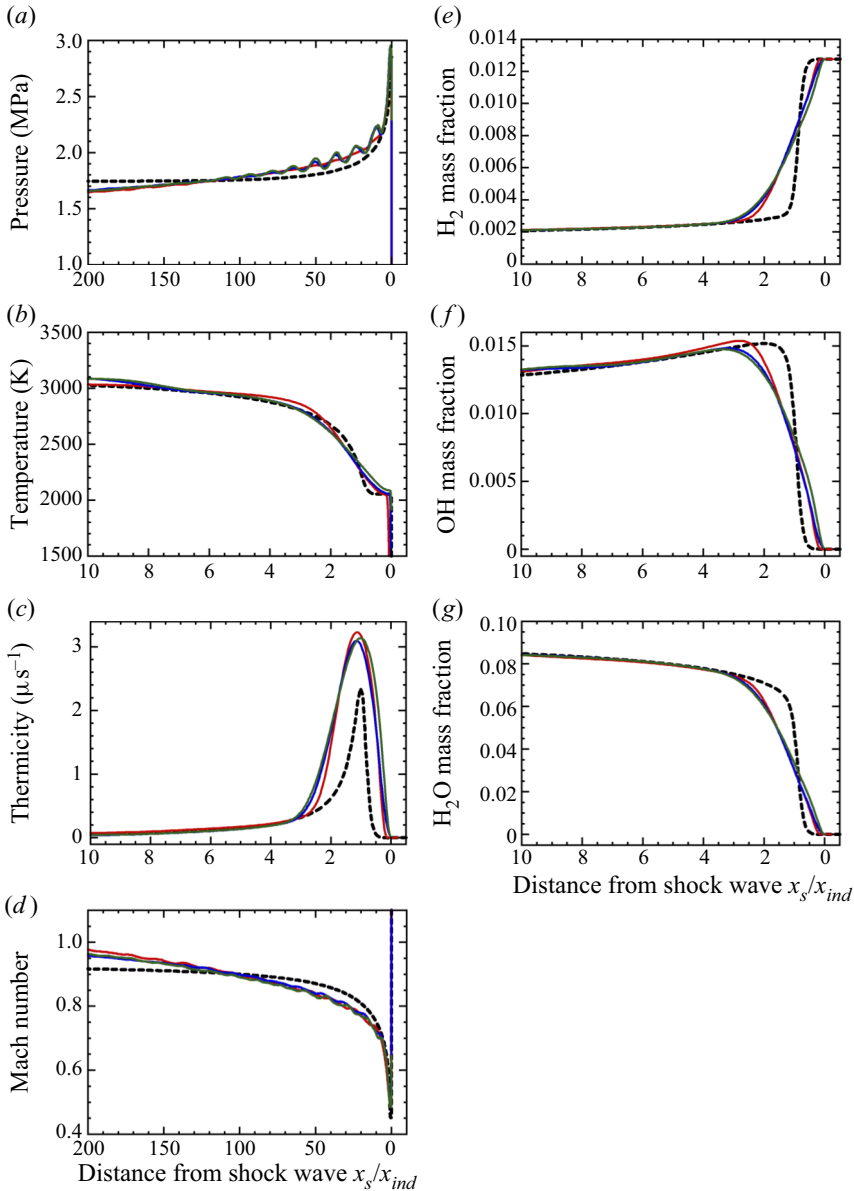 (a)
3.0
2.5
2.0
1.5
1.0
Pressure (MPa)
200 150 100 50 0
(b)
3500
3000
2500
2000
1500
Temperature (K)
10 8 6 4 2 0
(c)
3
2
1
0
Thermicity (μs⁻¹)
10 8 6 4 2 0
(d)
1.0
0.8
0.6
0.4
Mach number
200 150 100 50 0
Distance from shock wave xₛ/x_ind
(e)
0.014
0.012
0.010
0.008
0.006
0.004
0.002
0
H₂ mass fraction
10 8 6 4 2 0
(f)
0.015
0.010
0.005
0
OH mass fraction
10 8 6 4 2 0
(g)
0.10
0.08
0.06
0.04
0.02
0
H₂O mass fraction
10 8 6 4 2 0
Distance from shock wave xₛ/x_ind